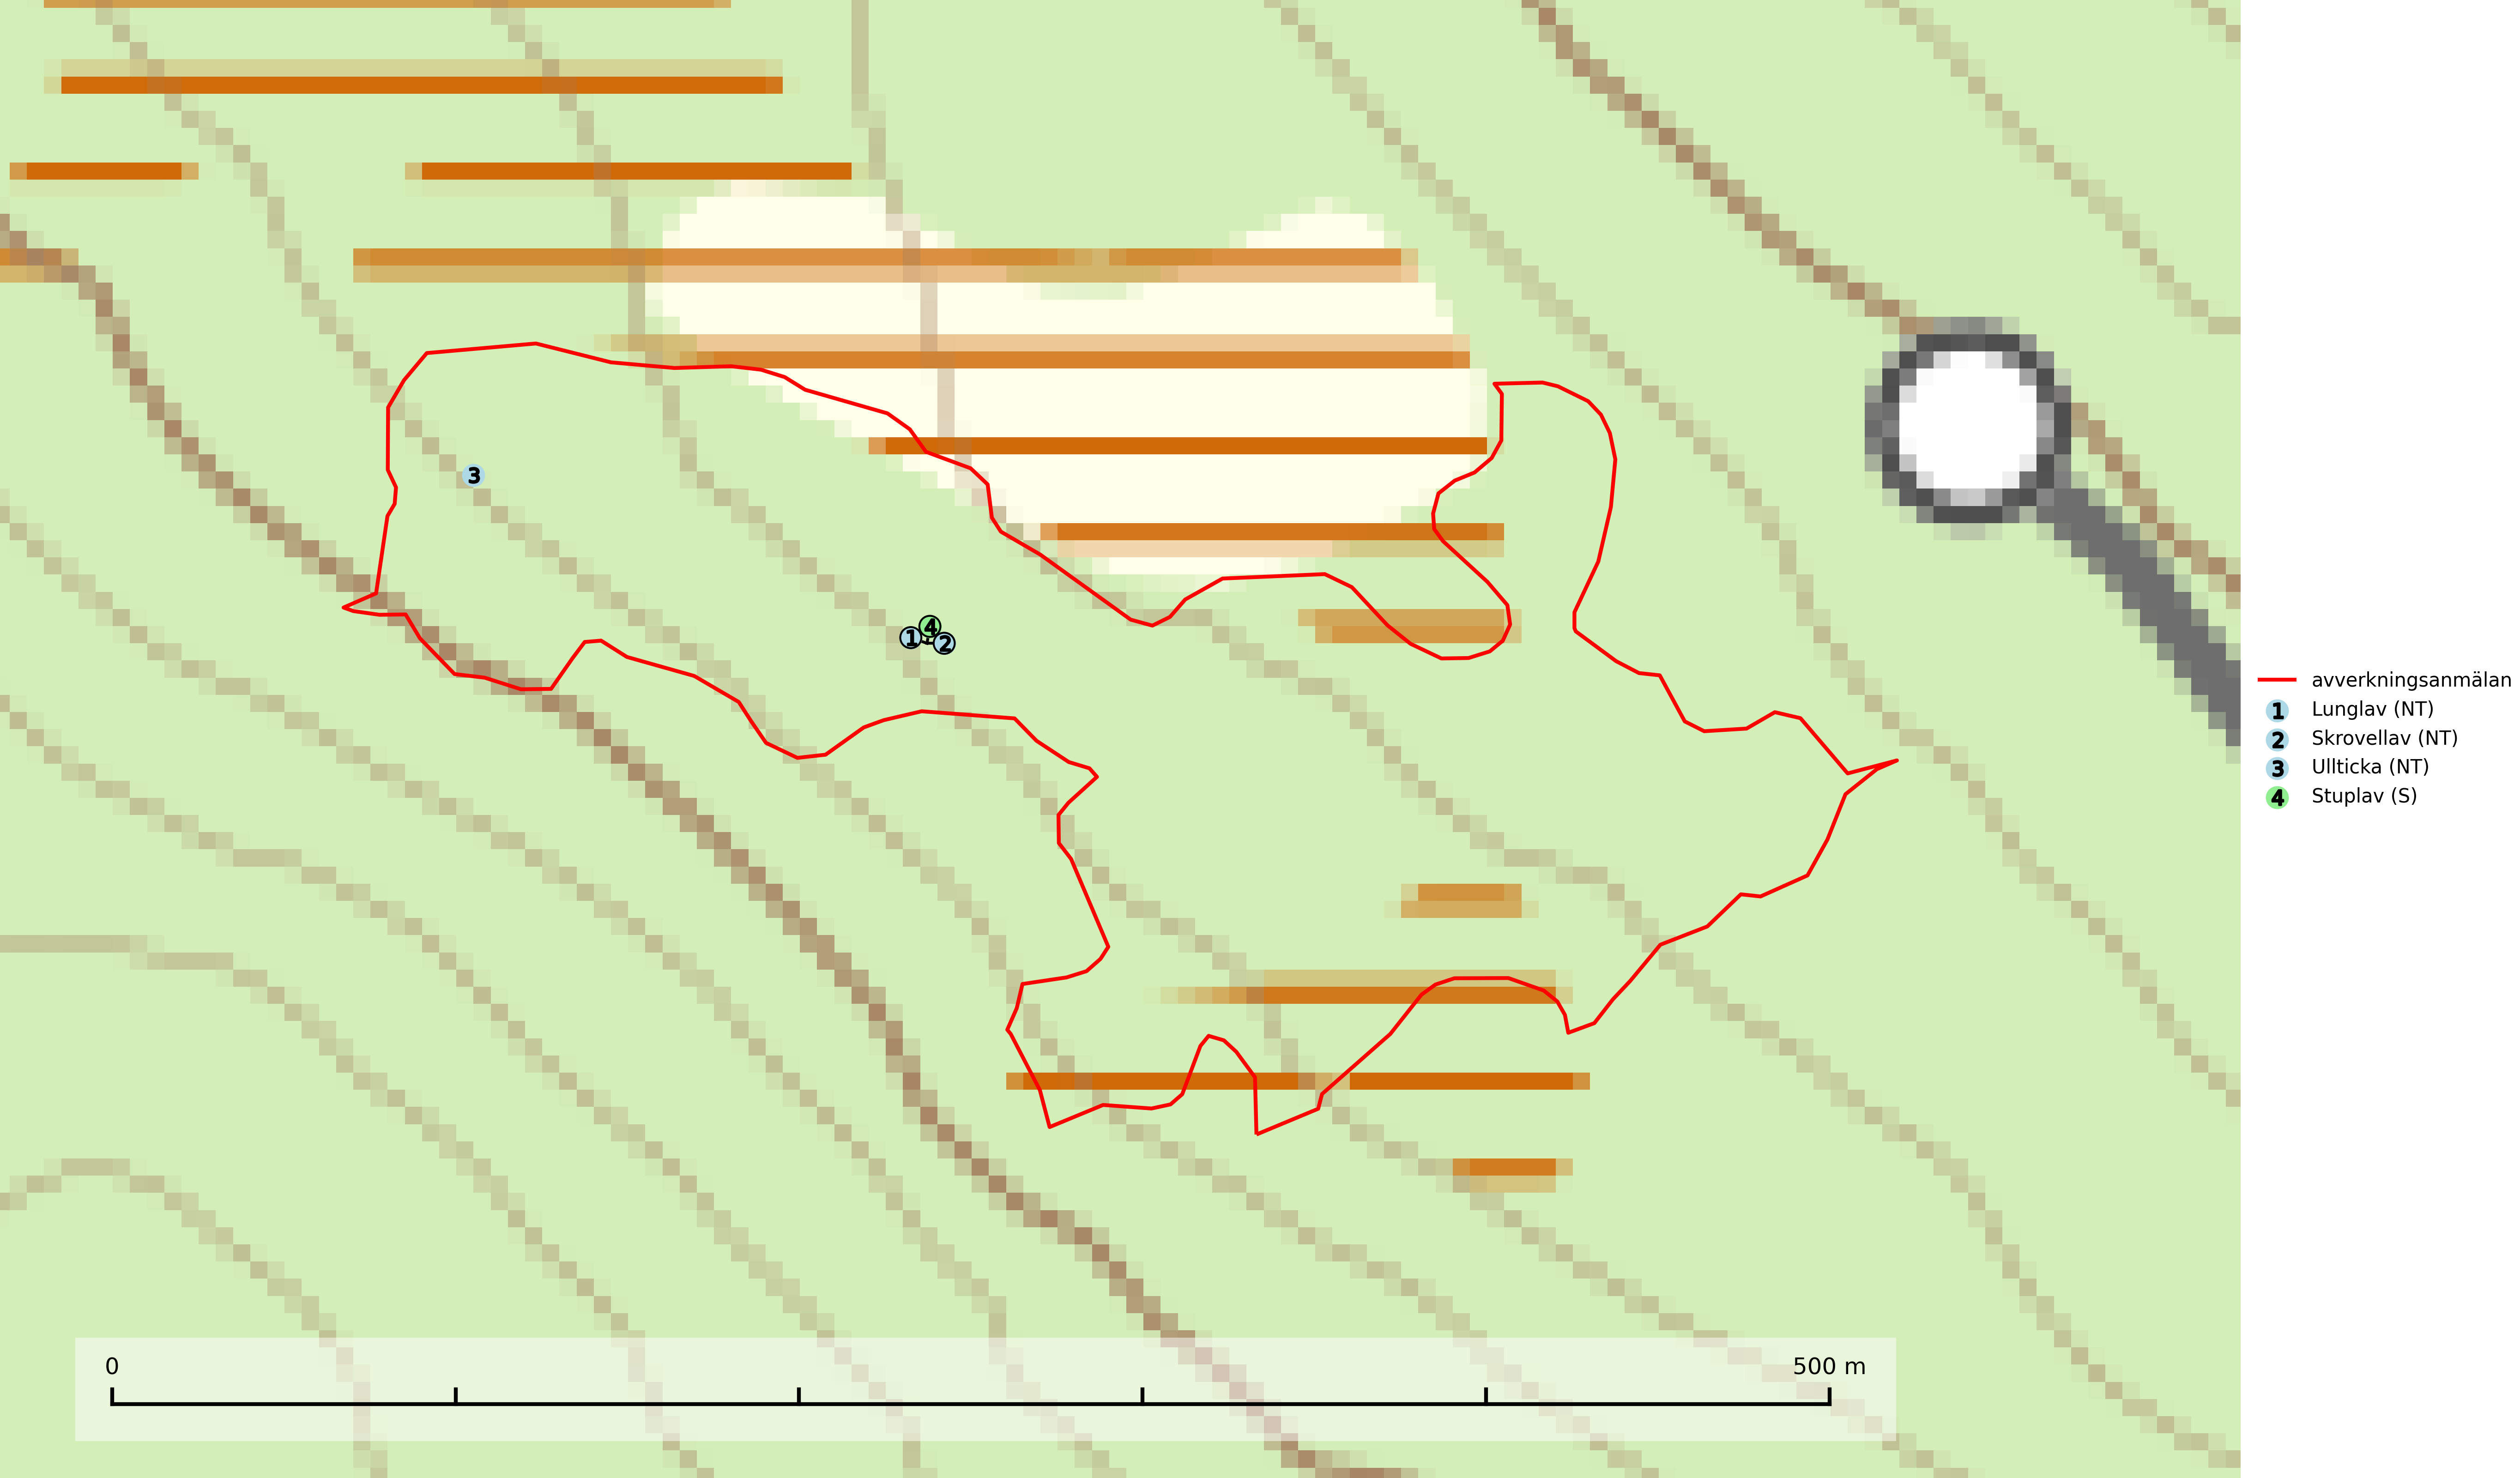 3
4
1
2
avverkningsanmälan
1 Lunglav (NT)
2 Skrovellav (NT)
3 Ullticka (NT)
4 Stuplav (S)
0 500 m